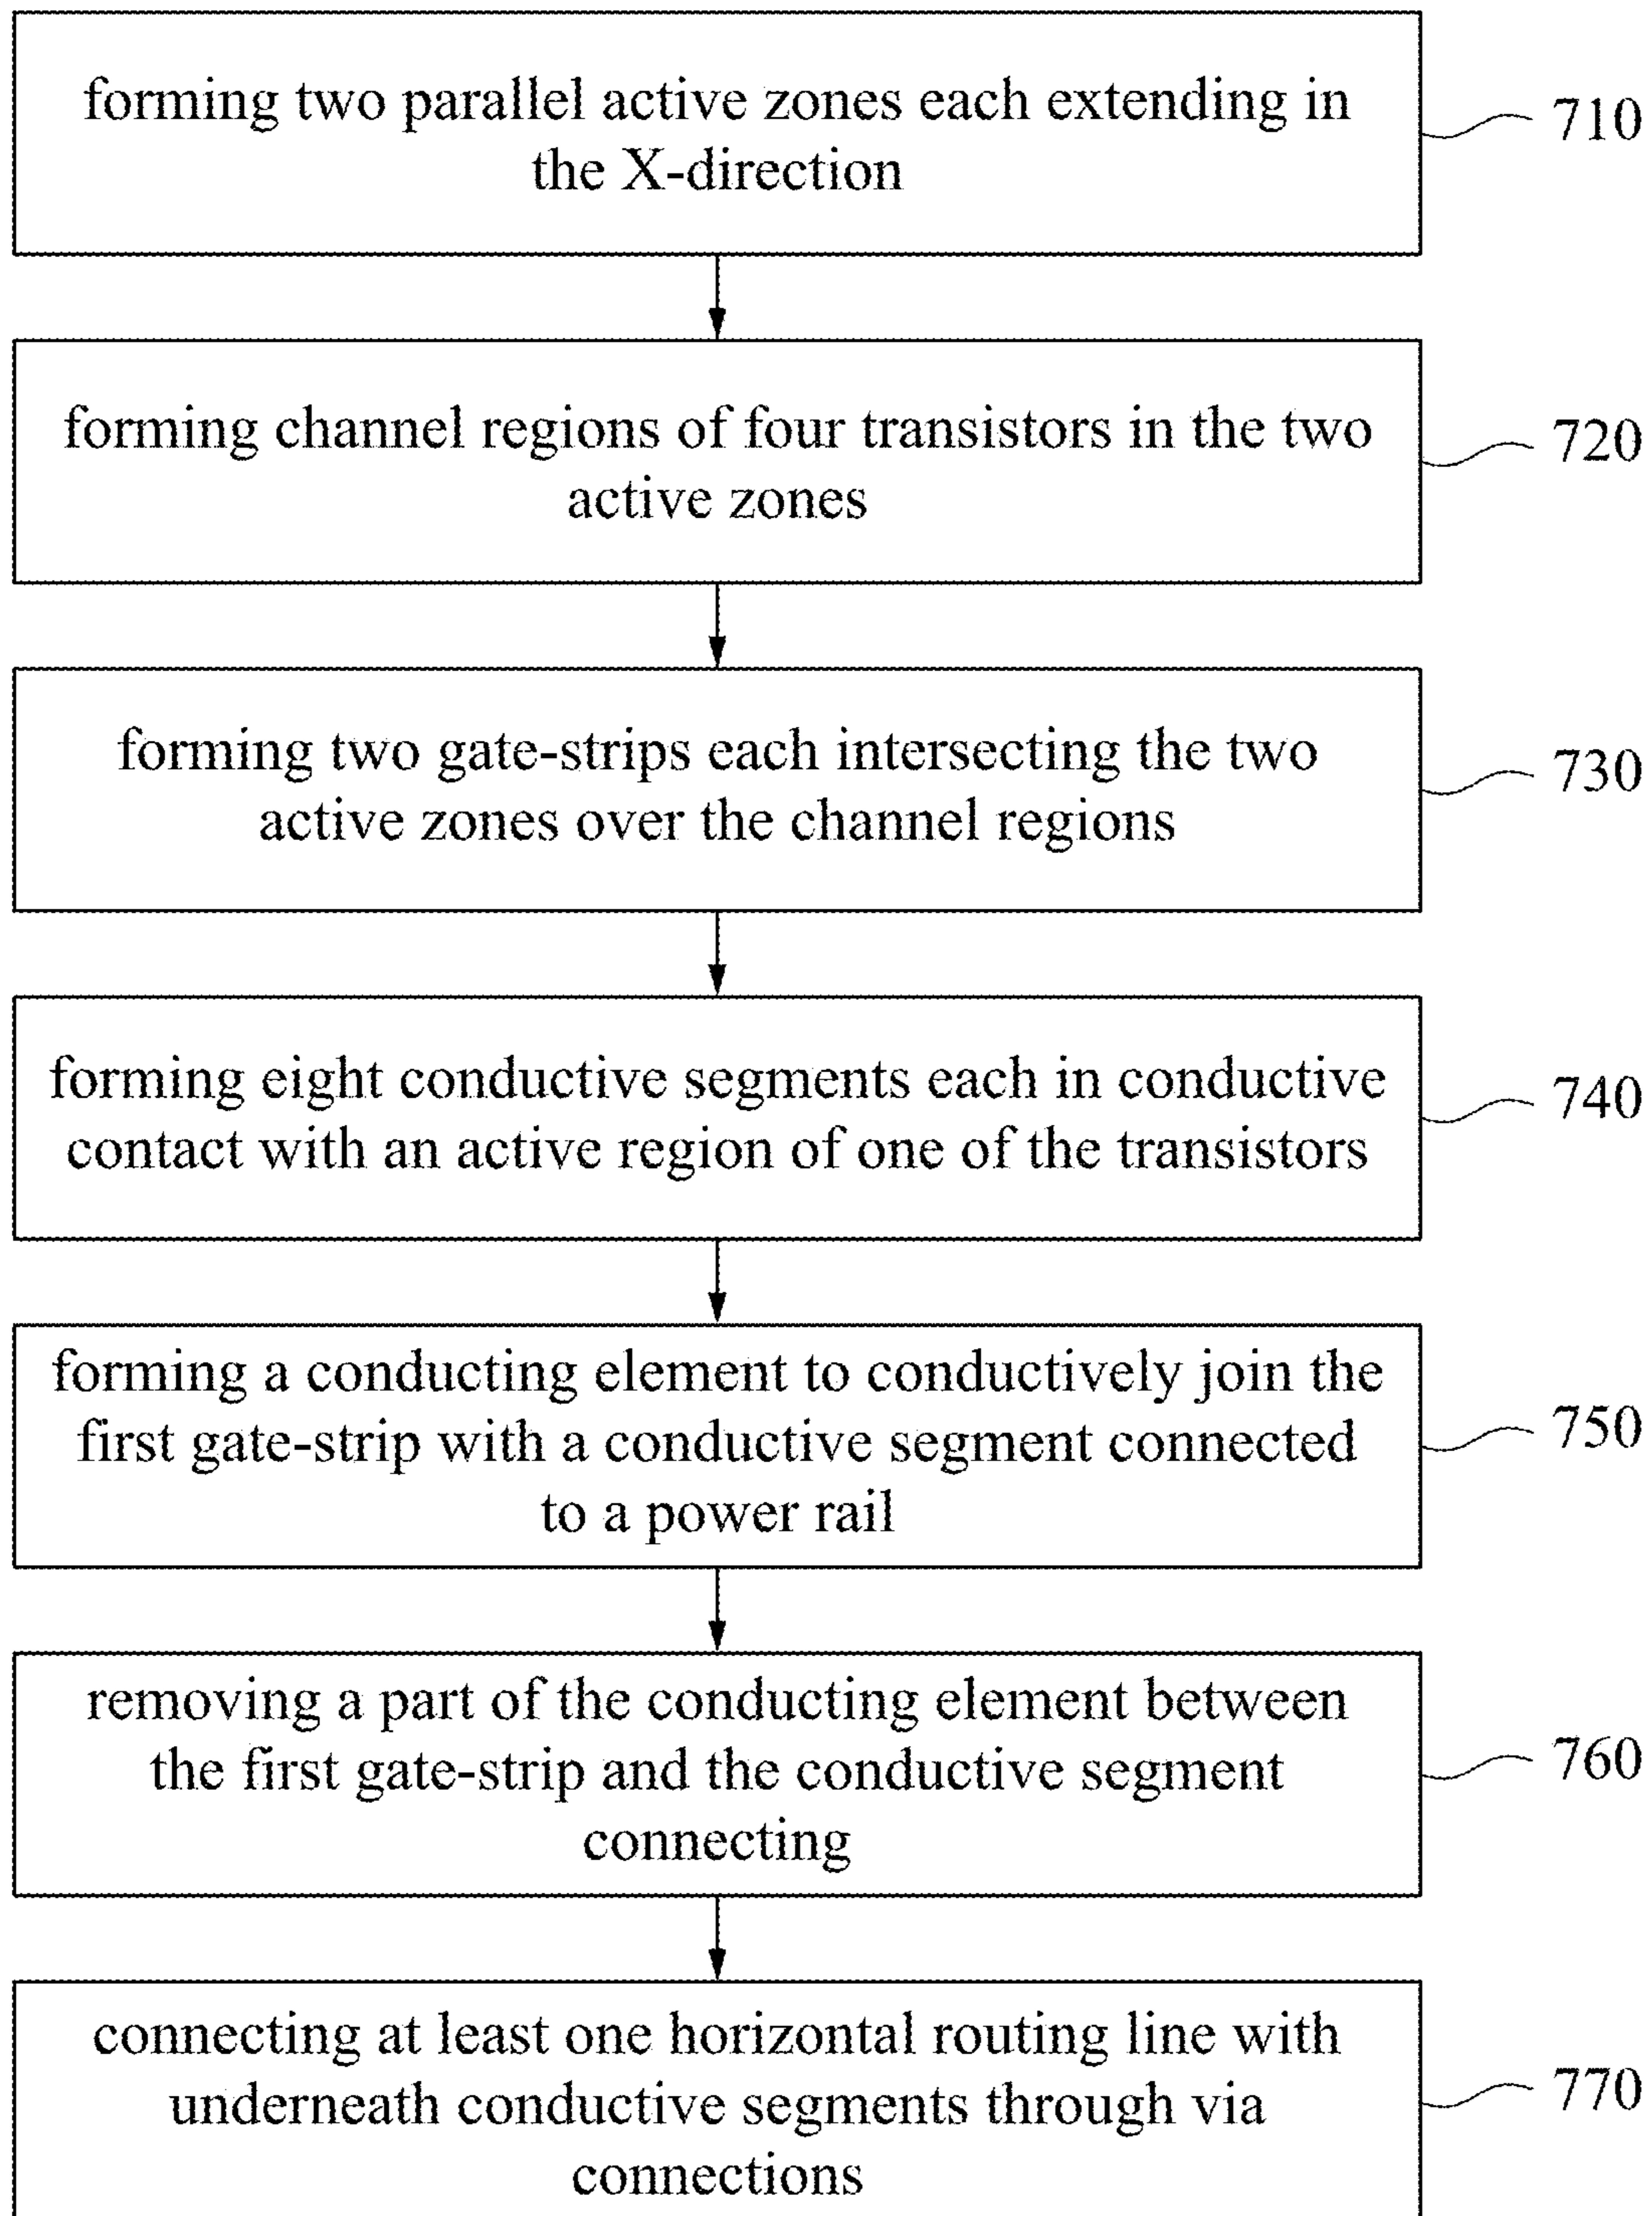 forming two parallel active zones each extending in
the X-direction
710
forming channel regions of four transistors in the two
active zones
720
forming two gate-strips each intersecting the two
active zones over the channel regions
730
forming eight conductive segments each in conductive
contact with an active region of one of the transistors
740
forming a conducting element to conductively join the
first gate-strip with a conductive segment connected
to a power rail
750
removing a part of the conducting element between
the first gate-strip and the conductive segment
connecting
760
connecting at least one horizontal routing line with
underneath conductive segments through via
connections
770